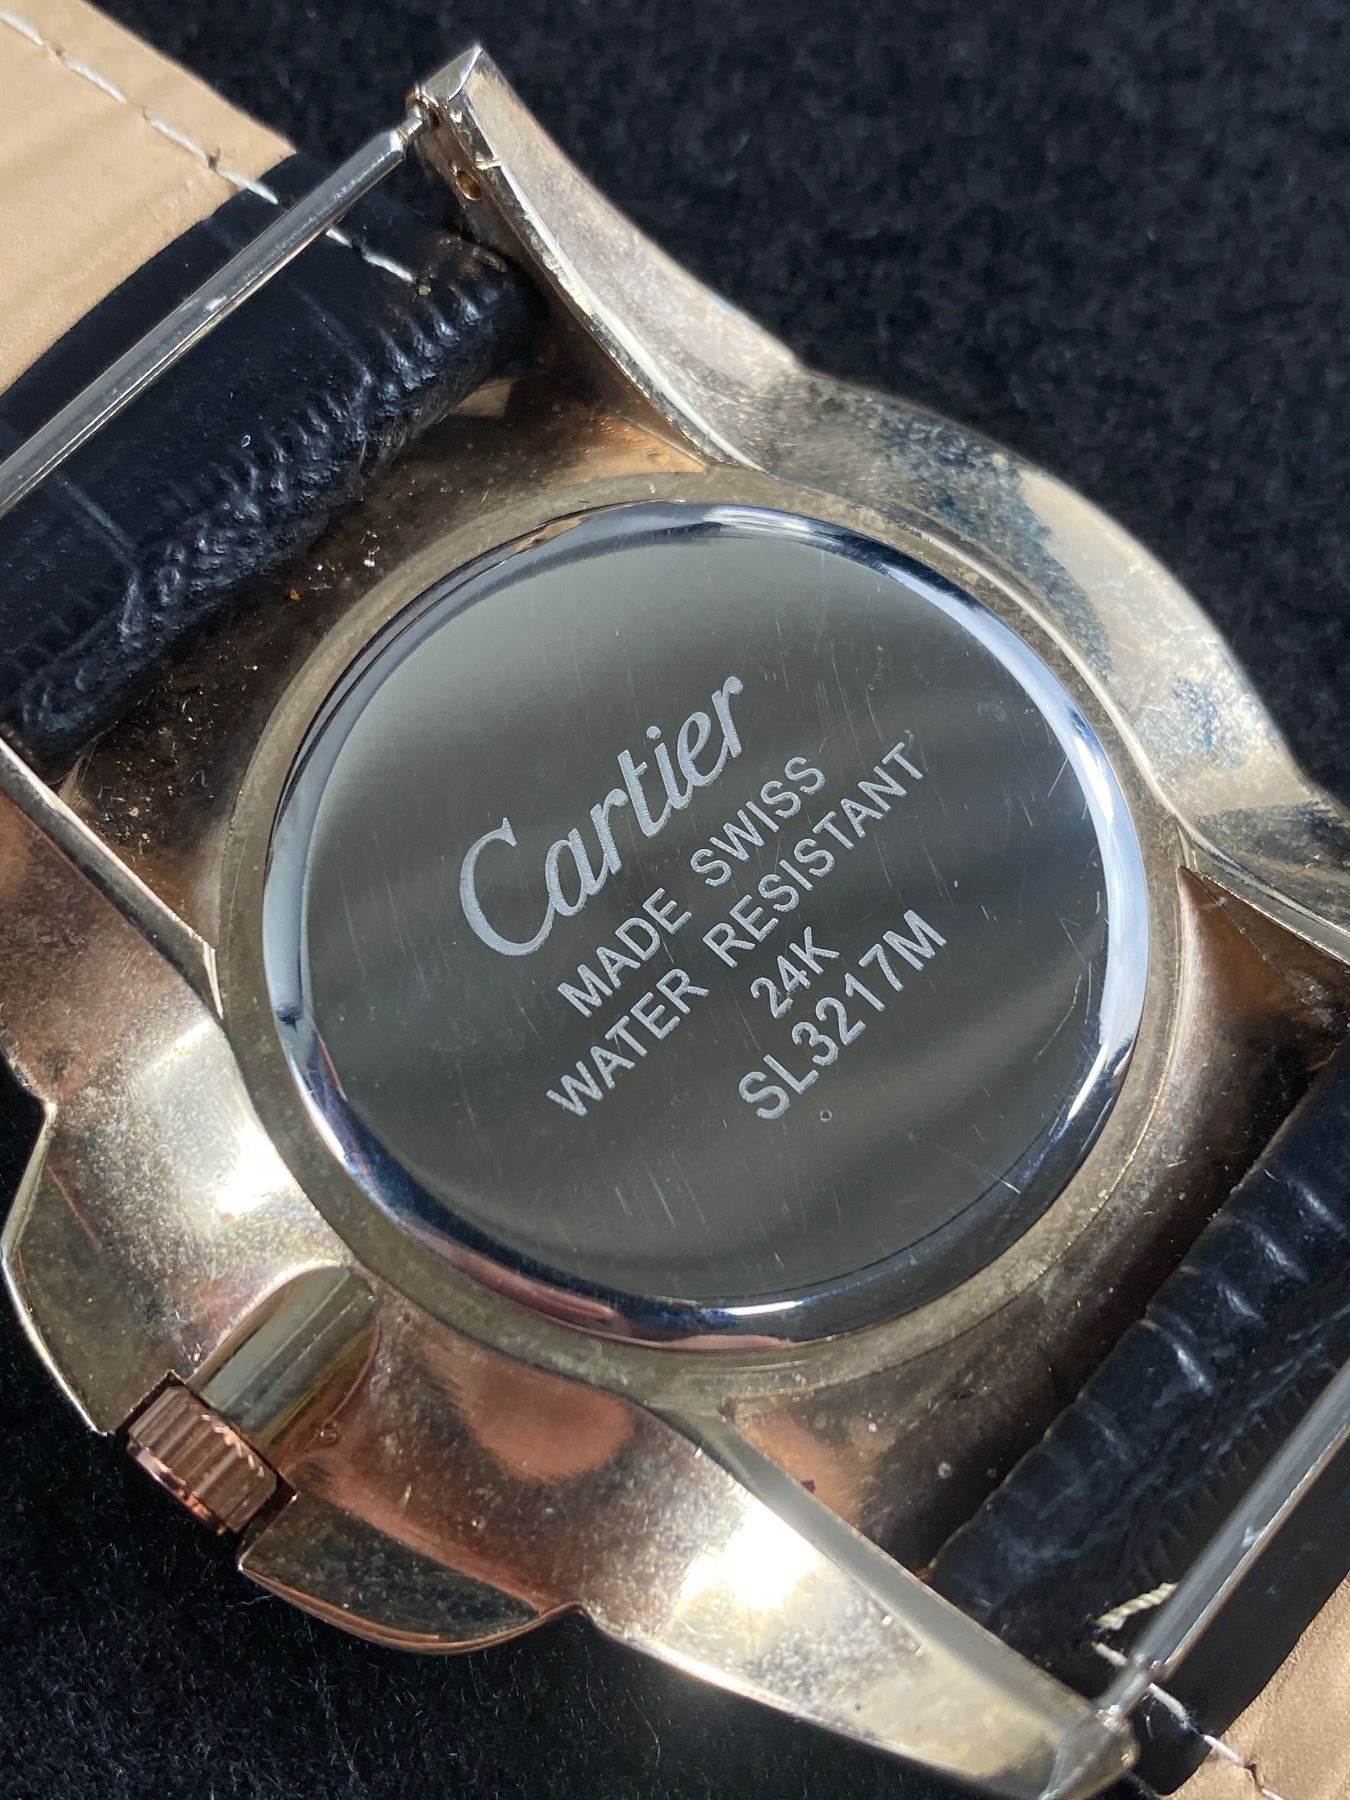 Cartier
MADE SWISS
WATER RESISTANT
24K
SL3217M